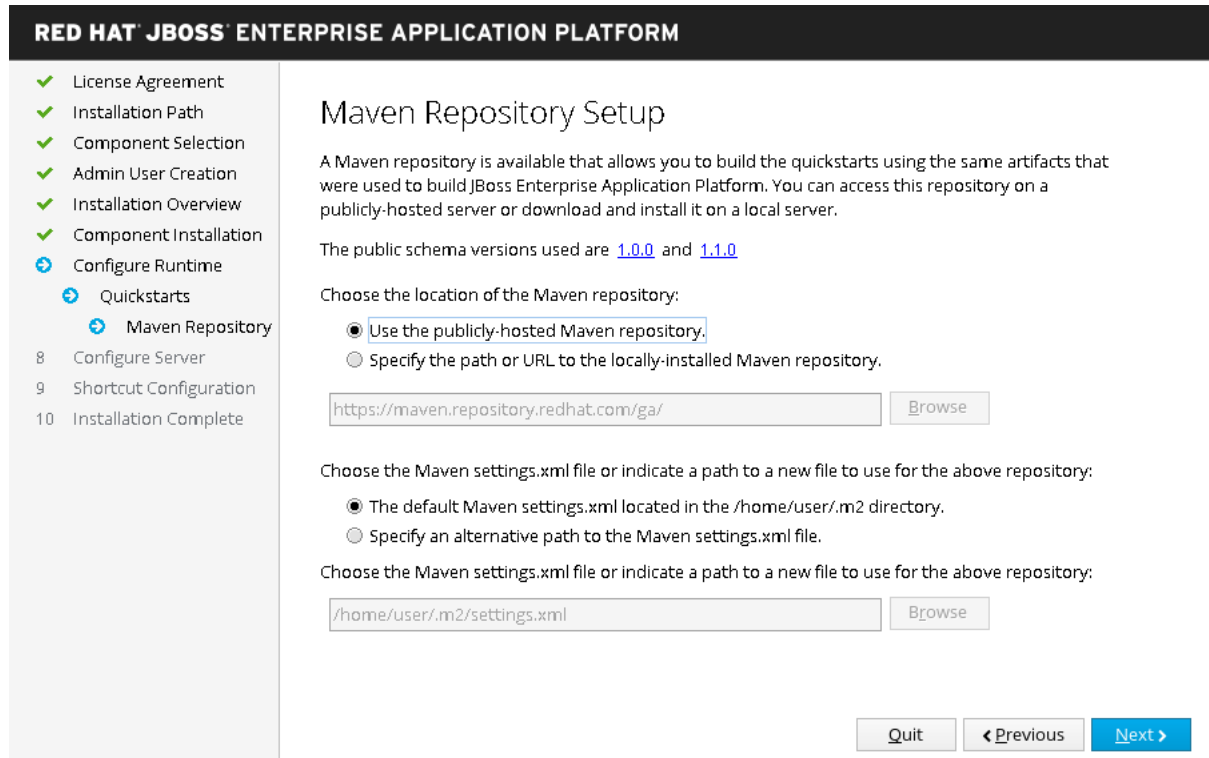 RED HAT® JBOSS® ENTERPRISE APPLICATION PLATFORM
License Agreement
Installation Path
Component Selection
Admin User Creation
Installation Overview
Component Installation
Configure Runtime
Quickstarts
Maven Repository
8 Configure Server
9 Shortcut Configuration
10 Installation Complete
Maven Repository Setup
A Maven repository is available that allows you to build the quickstarts using the same artifacts that
were used to build JBoss Enterprise Application Platform. You can access this repository on a
publicly-hosted server or download and install it on a local server.
The public schema versions used are 1.0.0 and 1.1.0
Choose the location of the Maven repository:
Use the publicly-hosted Maven repository.
Specify the path or URL to the locally-installed Maven repository.
https://maven.repository.redhat.com/ga/ Browse
Choose the Maven settings.xml file or indicate a path to a new file to use for the above repository:
The default Maven settings.xml located in the /home/user/.m2 directory.
Specify an alternative path to the Maven settings.xml file.
Choose the Maven settings.xml file or indicate a path to a new file to use for the above repository:
/home/user/.m2/settings.xml Browse
Quit Previous Next